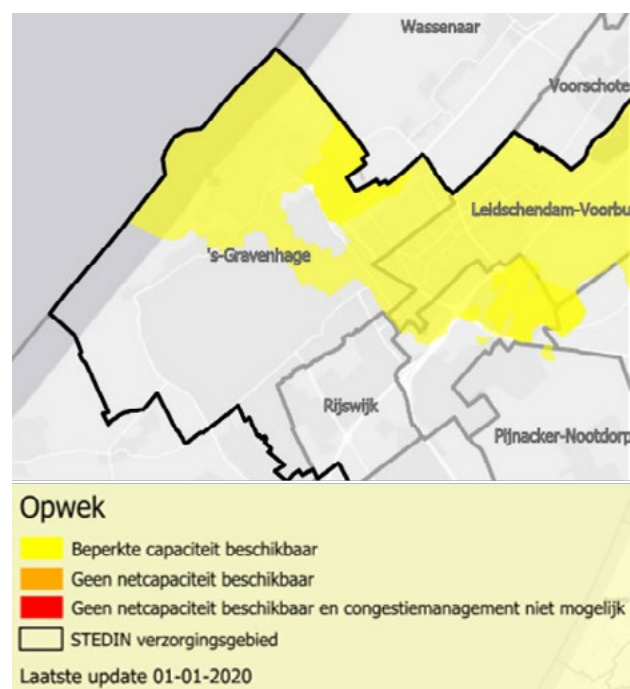 Wassenaar
Voorschote
Leidschendam-Voorbu
's-Gravenhage
Rijswijk
Pijnacker-Nootdorp
Opwek
Beperkte capaciteit beschikbaar
Geen netcapaciteit beschikbaar
Geen netcapaciteit beschikbaar en congestiemanagement niet mogelijk
STEDIN verzorgingsgebied
Laatste update 01-01-2020